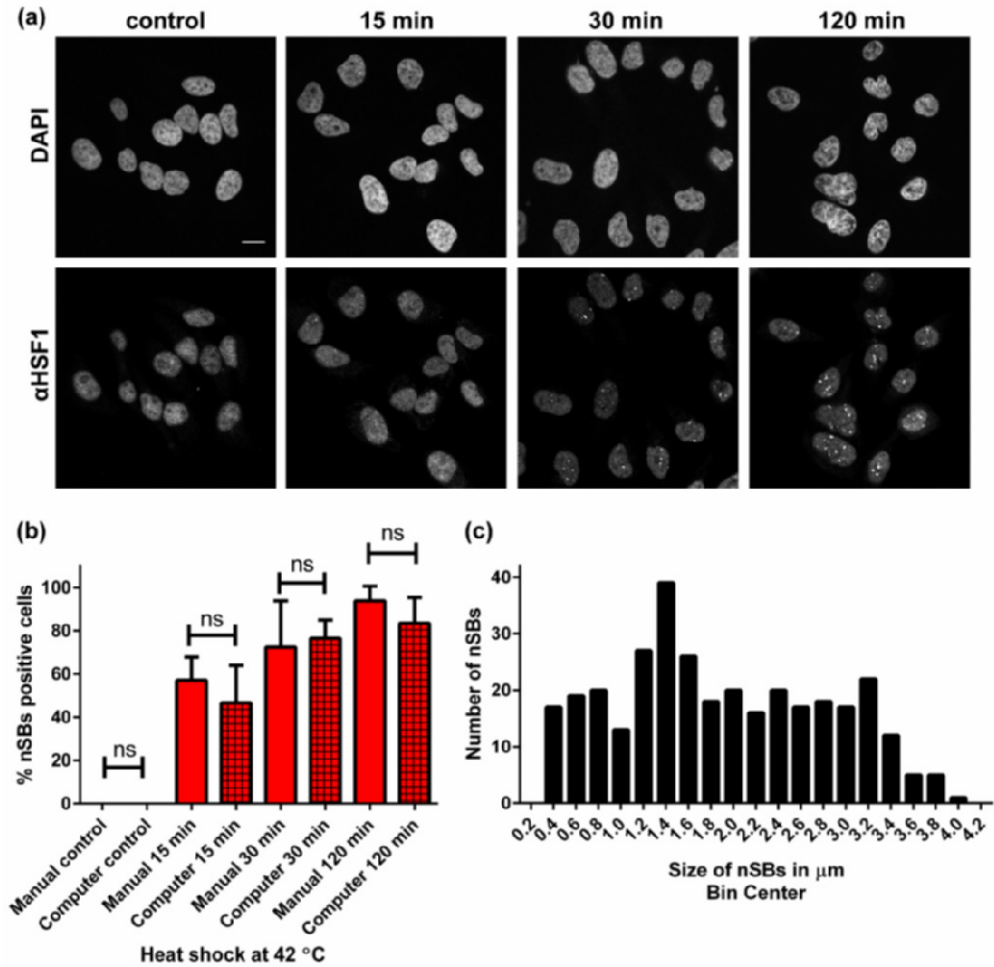 (a)
control 15 min 30 min 120 min
DAPI
αHSF1
(b)
% nSBs positive cells
100
80
60
40
20
0
ns
ns
ns
ns
Manual control
Computer control
Manual 15 min
Computer 15 min
Manual 30 min
Computer 30 min
Manual 120 min
Computer 120 min
Heat shock at 42 °C
(c)
Number of nSBs
40
30
20
10
0
0.2 0.4 0.6 0.8 1.0 1.2 1.4 1.6 1.8 2.0 2.2 2.4 2.6 2.8 3.0 3.2 3.4 3.6 3.8 4.0 4.2
Size of nSBs in μm
Bin Center